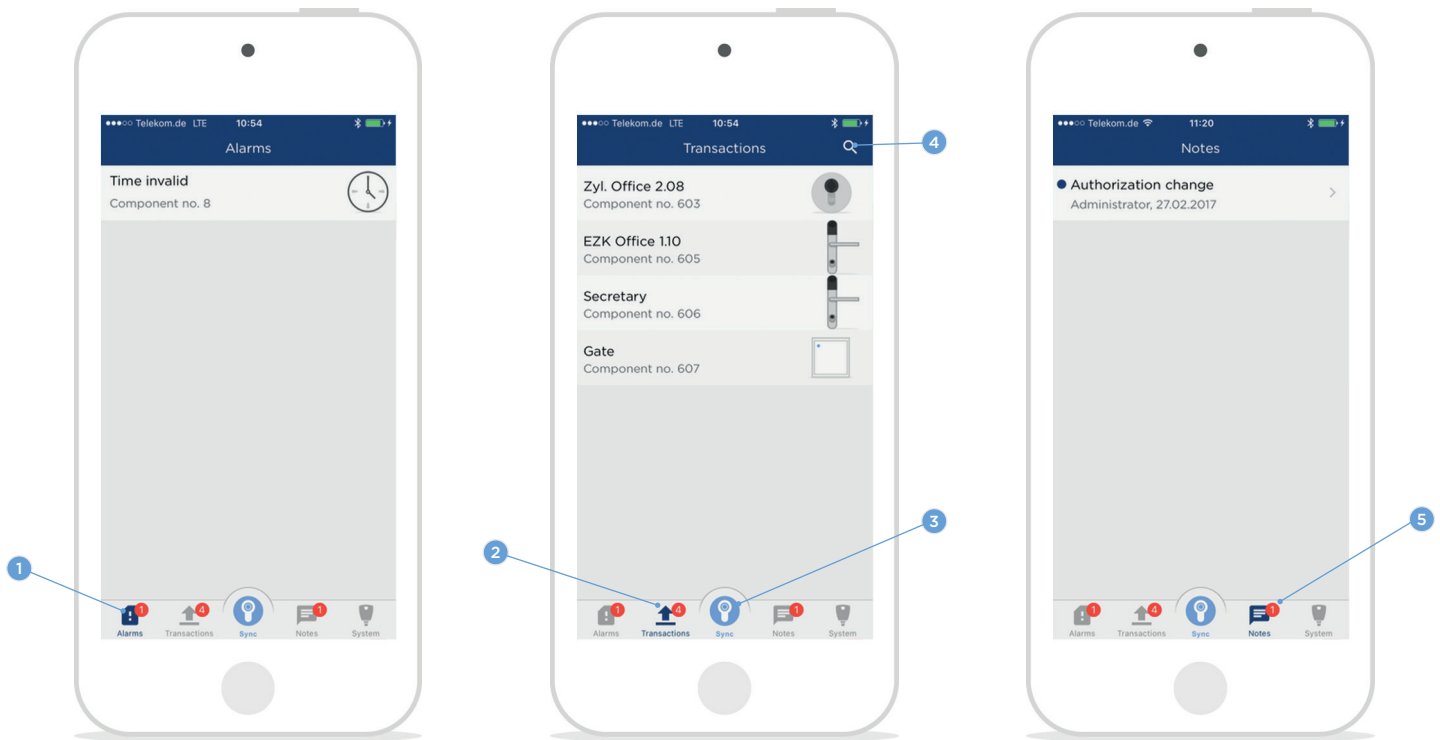 ●●●○○ Telekom.de LTE 10:54
Alarms
Time invalid
Component no. 8
1
1 4 1
Alarms Transactions Sync Notes System
●●●○○ Telekom.de LTE 10:54
Transactions
4
Zyl. Office 2.08
Component no. 603
EZK Office 1.10
Component no. 605
Secretary
Component no. 606
Gate
Component no. 607
3
2
1 4 1
Alarms Transactions Sync Notes System
●●●○○ Telekom.de 11:20
Notes
Authorization change
Administrator, 27.02.2017
5
1 4 1
Alarms Transactions Sync Notes System